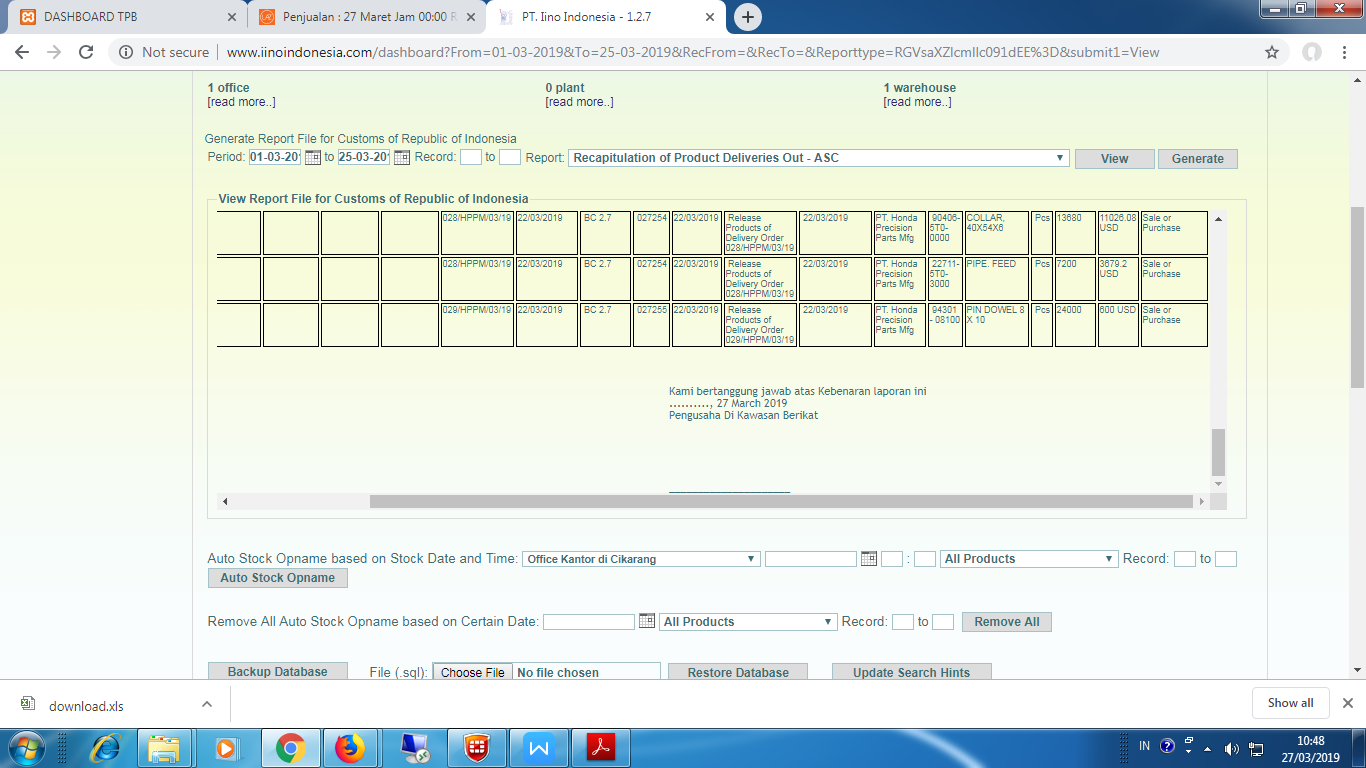 DASHBOARD TPB
Penjualan : 27 Maret Jam 00:00 R
PT. Iino Indonesia - 1.2.7
Not secure
www.iinoindonesia.com/dashboard?From=01-03-2019&To=25-03-2019&RecFrom=&RecTo=&Reporttype=RGVsaXZlcmllc091dEE%3D&submit1=View
1 office 0 plant 1 warehouse
[read more..] [read more..] [read more..]
Generate Report File for Customs of Republic of Indonesia
Period: 01-03-201 to 25-03-201 Record: to Report: Recapitulation of Product Deliveries Out - ASC View Generate
View Report File for Customs of Republic of Indonesia
028/HPPM/03/19 22/03/2019 BC 2.7 027254 22/03/2019 Release 22/03/2019 PT. Honda 90406- COLLAR, Pcs 13680 11026.08 Sale or
Products of Precision 5T0- 40X54X6 USD Purchase
Delivery Order Parts Mfg 0000
028/HPPM/03/19
028/HPPM/03/19 22/03/2019 BC 2.7 027254 22/03/2019 Release 22/03/2019 PT. Honda 22711- PIPE. FEED Pcs 7200 3679.2 Sale or
Products of Precision 5T0- USD Purchase
Delivery Order Parts Mfg 3000
028/HPPM/03/19
029/HPPM/03/19 22/03/2019 BC 2.7 027255 22/03/2019 Release 22/03/2019 PT. Honda 94301 PIN DOWEL 8 Pcs 24000 600 USD Sale or
Products of Precision - 08100 X 10 Purchase
Delivery Order Parts Mfg
029/HPPM/03/19
Kami bertanggung jawab atas Kebenaran laporan ini
.........., 27 March 2019
Pengusaha Di Kawasan Berikat
Auto Stock Opname based on Stock Date and Time: Office Kantor di Cikarang : All Products Record: to
Auto Stock Opname
Remove All Auto Stock Opname based on Certain Date: All Products Record: to Remove All
Backup Database File (.sql): Choose File No file chosen Restore Database Update Search Hints
download.xls
Show all
IN
10:48
27/03/2019